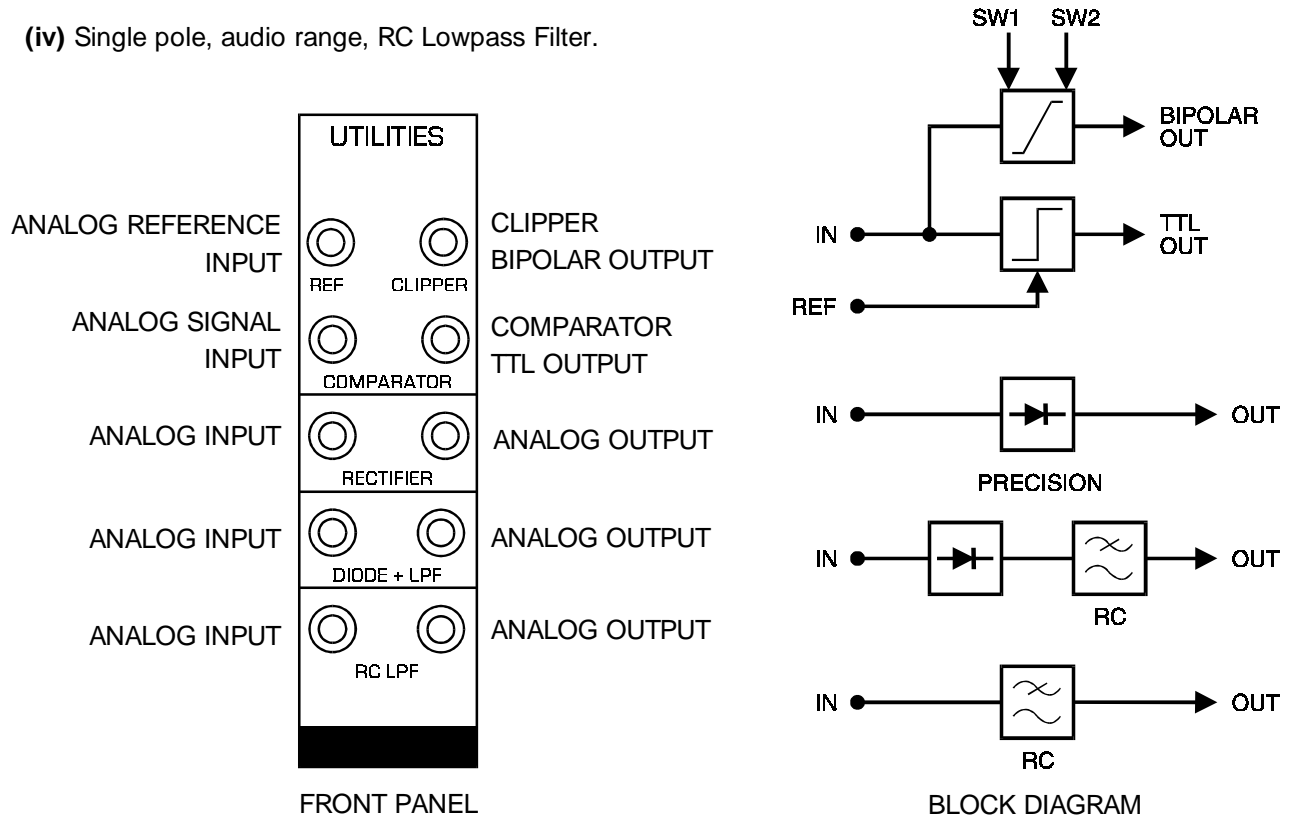 (iv) Single pole, audio range, RC Lowpass Filter.
UTILITIES
ANALOG REFERENCE
INPUT
REF
CLIPPER
CLIPPER
BIPOLAR OUTPUT
ANALOG SIGNAL
INPUT
COMPARATOR
COMPARATOR
TTL OUTPUT
ANALOG INPUT
RECTIFIER
ANALOG OUTPUT
ANALOG INPUT
DIODE + LPF
ANALOG OUTPUT
ANALOG INPUT
RC LPF
ANALOG OUTPUT
FRONT PANEL
SW1
SW2
BIPOLAR
OUT
IN
TTL
OUT
REF
IN
OUT
PRECISION
IN
OUT
RC
IN
OUT
RC
BLOCK DIAGRAM